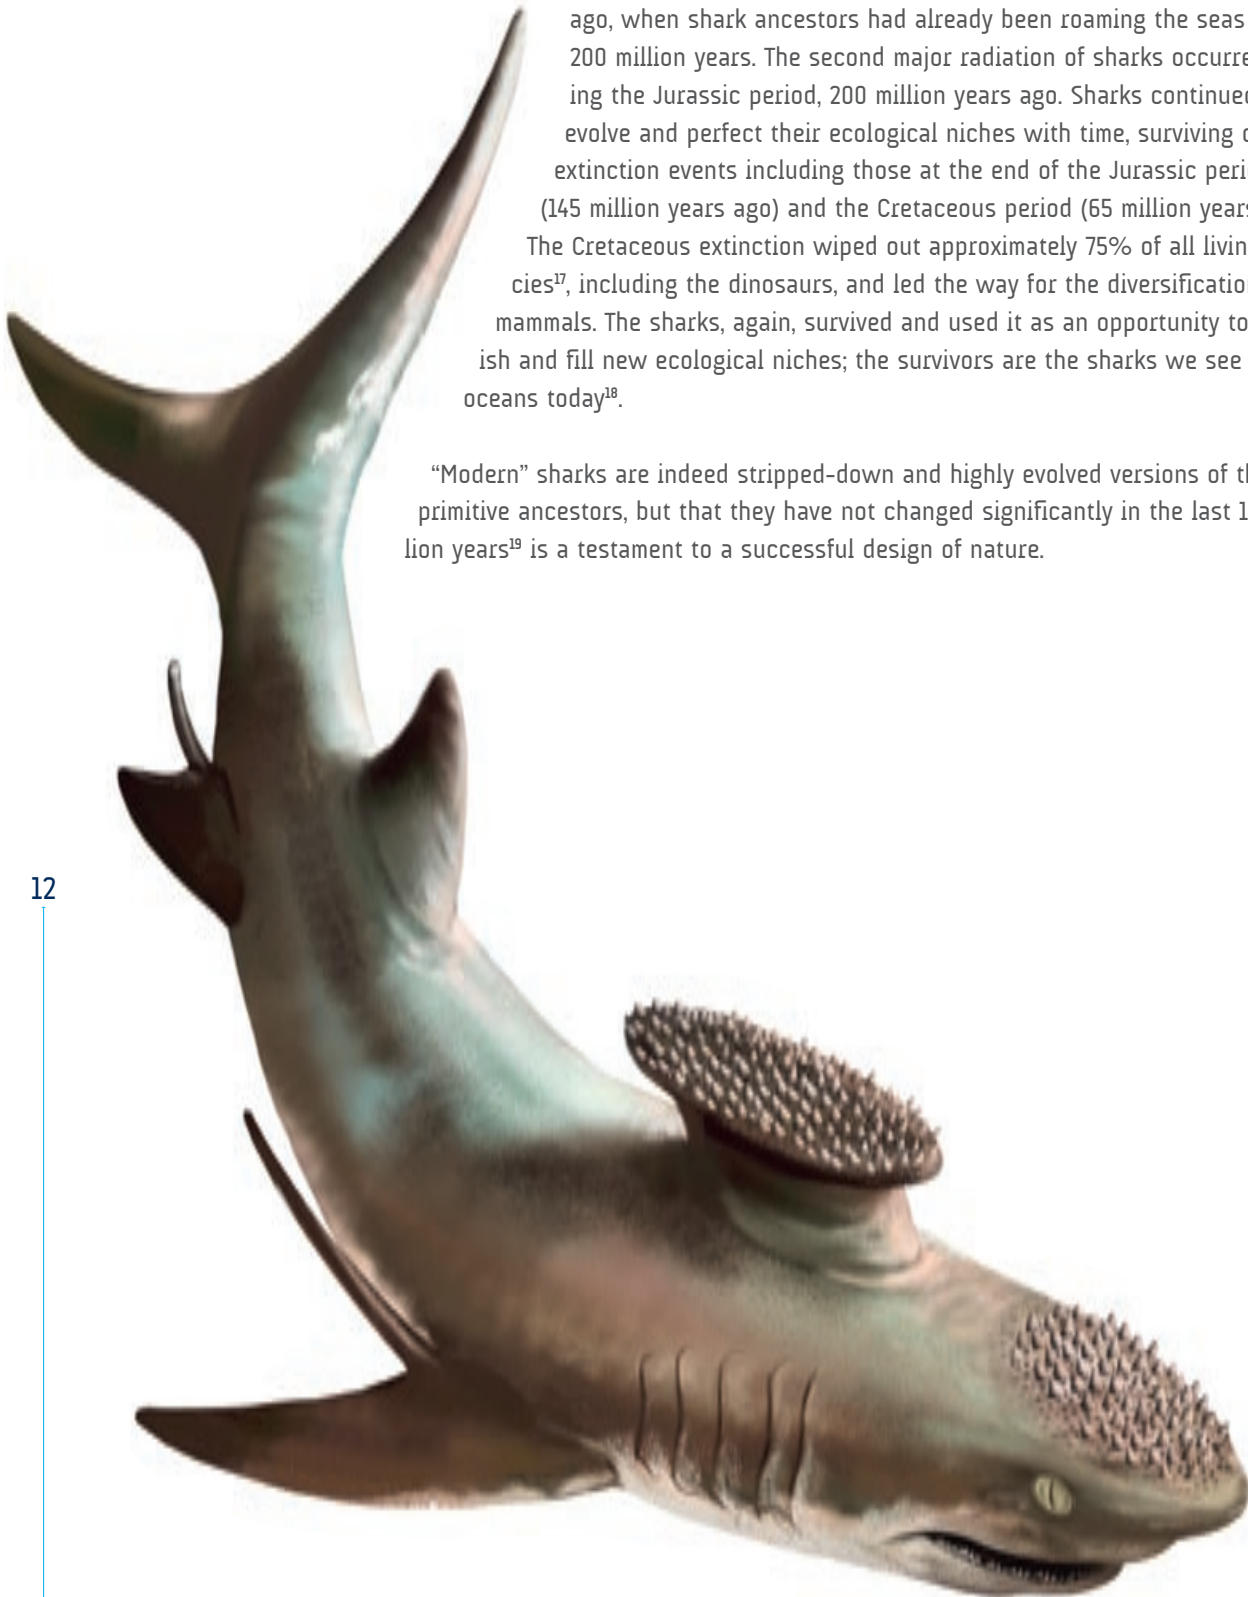 ago, when shark ancestors had already been roaming the seas
200 million years. The second major radiation of sharks occurre
ing the Jurassic period, 200 million years ago. Sharks continued
evolve and perfect their ecological niches with time, surviving
extinction events including those at the end of the Jurassic peri
(145 million years ago) and the Cretaceous period (65 million years
The Cretaceous extinction wiped out approximately 75% of all livin
cies¹⁷, including the dinosaurs, and led the way for the diversificatio
mammals. The sharks, again, survived and used it as an opportunity to
ish and fill new ecological niches; the survivors are the sharks we see
oceans today¹⁸.
“Modern” sharks are indeed stripped-down and highly evolved versions of th
primitive ancestors, but that they have not changed significantly in the last 1
lion years¹⁹ is a testament to a successful design of nature.
12